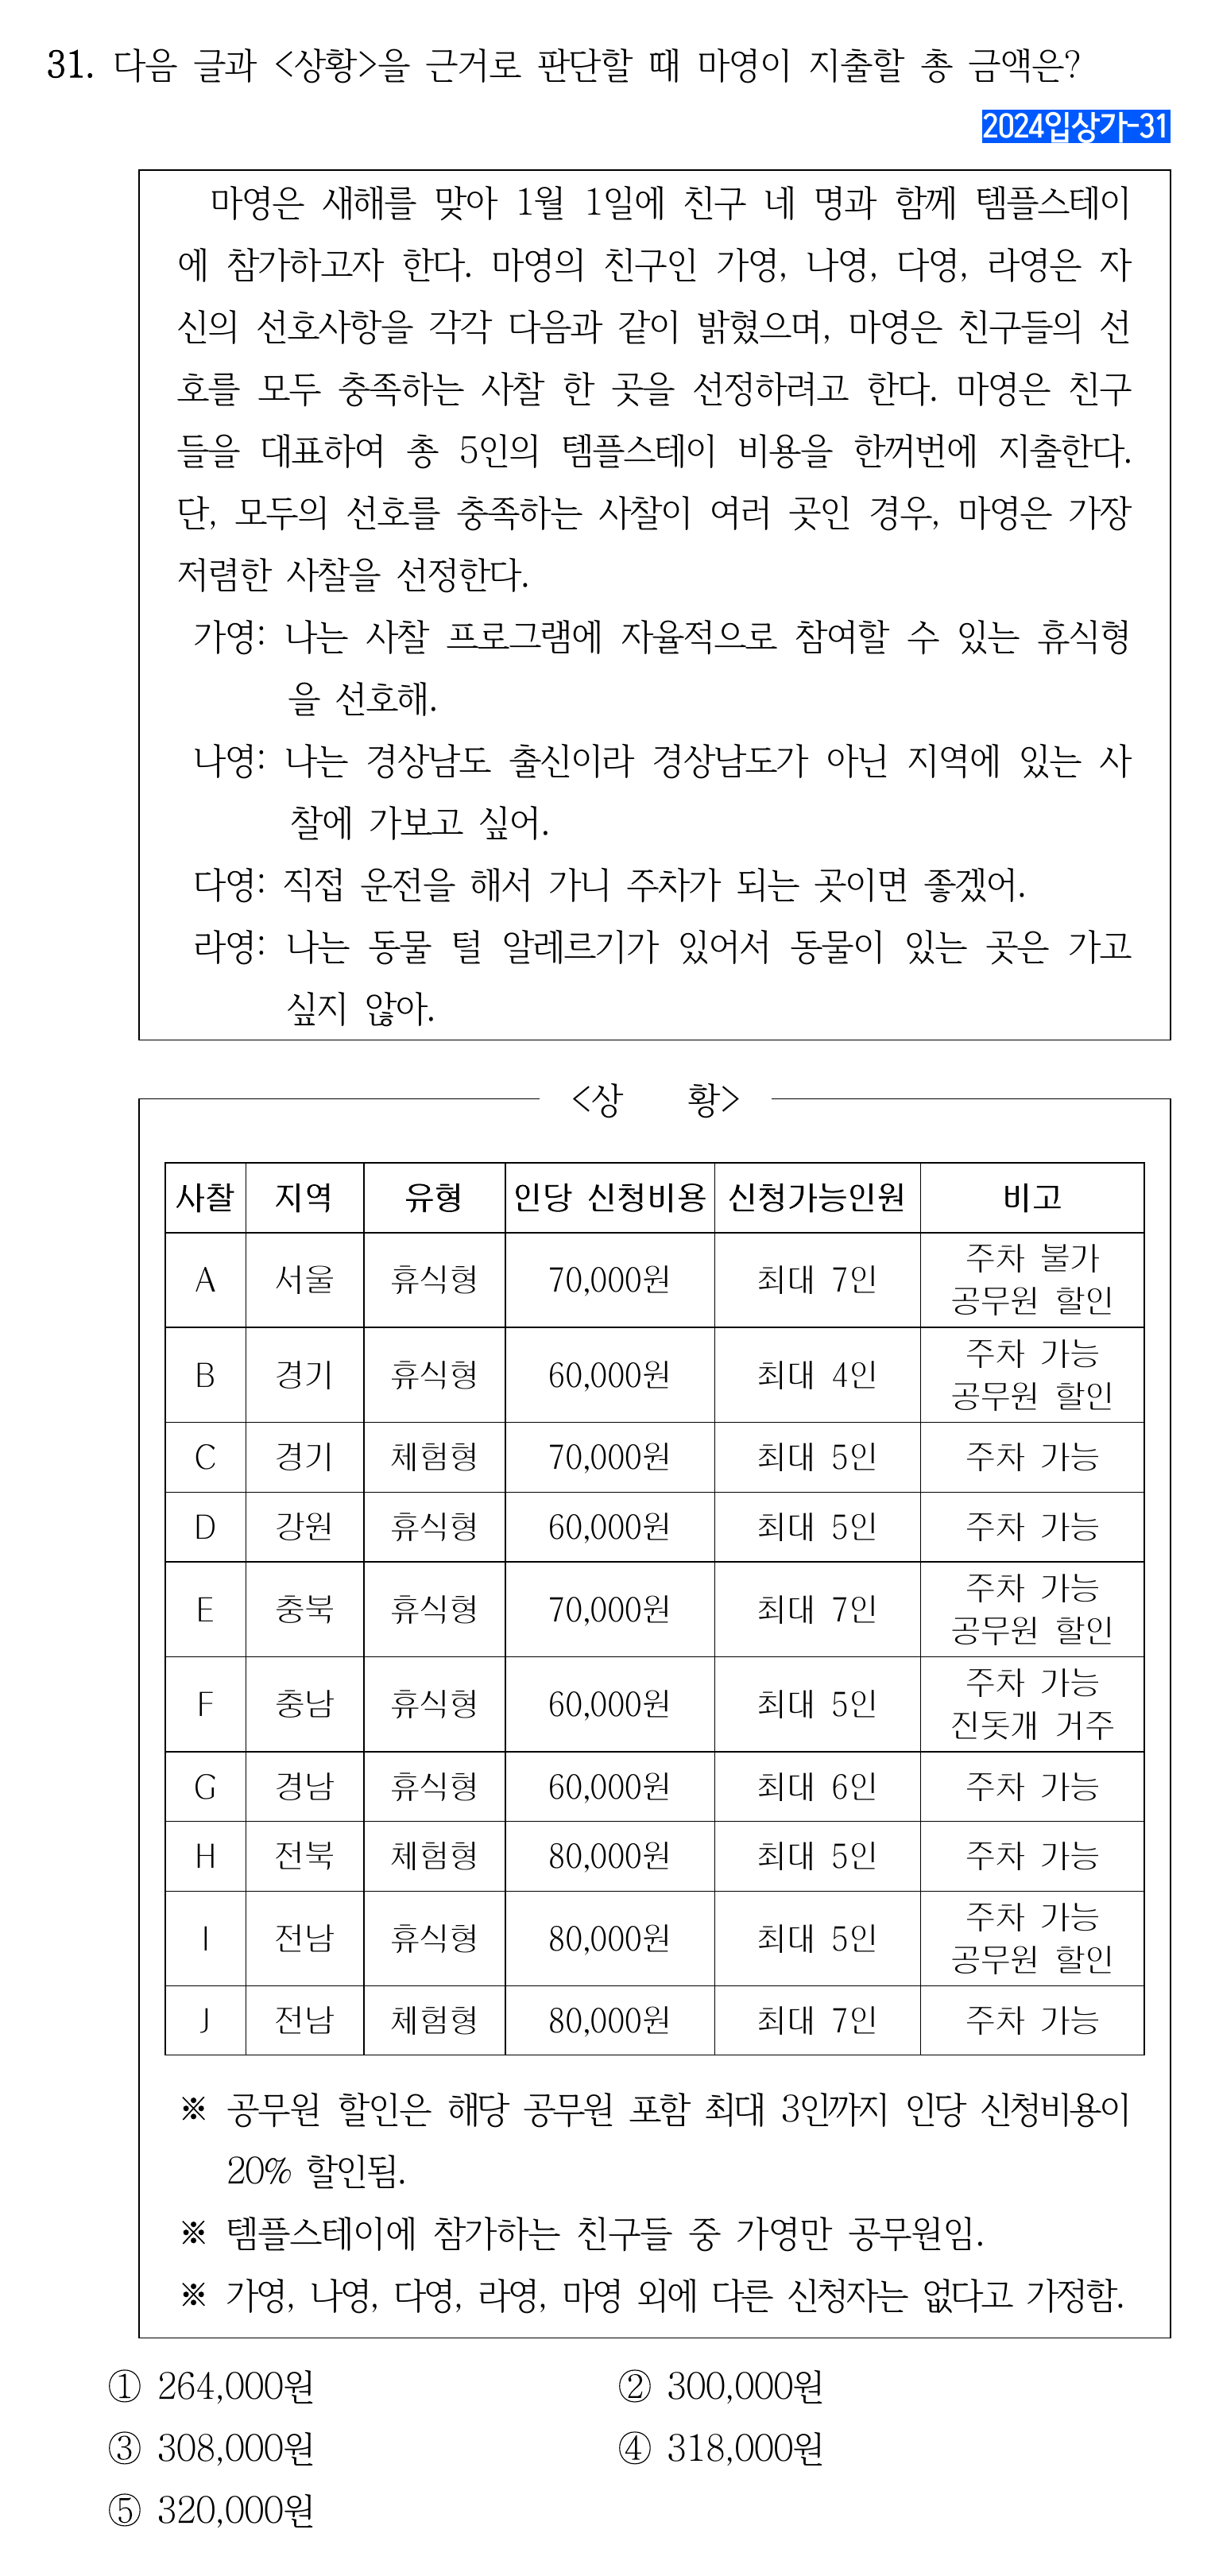 31. 다음 글과 <상황>을 근거로 판단할 때 마영이 지출할 총 금액은?
2024입상가-31
마영은 새해를 맞아 1월 1일에 친구 네 명과 함께 템플스테이
에 참가하고자 한다. 마영의 친구인 가영, 나영, 다영, 라영은 자
신의 선호사항을 각각 다음과 같이 밝혔으며, 마영은 친구들의 선
호를 모두 충족하는 사찰 한 곳을 선정하려고 한다. 마영은 친구
들을 대표하여 총 5인의 템플스테이 비용을 한꺼번에 지출한다.
단, 모두의 선호를 충족하는 사찰이 여러 곳인 경우, 마영은 가장
저렴한 사찰을 선정한다.
가영: 나는 사찰 프로그램에 자율적으로 참여할 수 있는 휴식형
을 선호해.
나영: 나는 경상남도 출신이라 경상남도가 아닌 지역에 있는 사
찰에 가보고 싶어.
다영: 직접 운전을 해서 가니 주차가 되는 곳이면 좋겠어.
라영: 나는 동물 털 알레르기가 있어서 동물이 있는 곳은 가고
싶지 않아.
<상 황>
사찰 지역 유형 인당 신청비용 신청가능인원 비고
A 서울 휴식형 70,000원 최대 7인 주차 불가
공무원 할인
B 경기 휴식형 60,000원 최대 4인 주차 가능
공무원 할인
C 경기 체험형 70,000원 최대 5인 주차 가능
D 강원 휴식형 60,000원 최대 5인 주차 가능
E 충북 휴식형 70,000원 최대 7인 주차 가능
공무원 할인
F 충남 휴식형 60,000원 최대 5인 주차 가능
진돗개 거주
G 경남 휴식형 60,000원 최대 6인 주차 가능
H 전북 체험형 80,000원 최대 5인 주차 가능
I 전남 휴식형 80,000원 최대 5인 주차 가능
공무원 할인
J 전남 체험형 80,000원 최대 7인 주차 가능
※ 공무원 할인은 해당 공무원 포함 최대 3인까지 인당 신청비용이
20% 할인됨.
※ 템플스테이에 참가하는 친구들 중 가영만 공무원임.
※ 가영, 나영, 다영, 라영, 마영 외에 다른 신청자는 없다고 가정함.
① 264,000원 ② 300,000원
③ 308,000원 ④ 318,000원
⑤ 320,000원